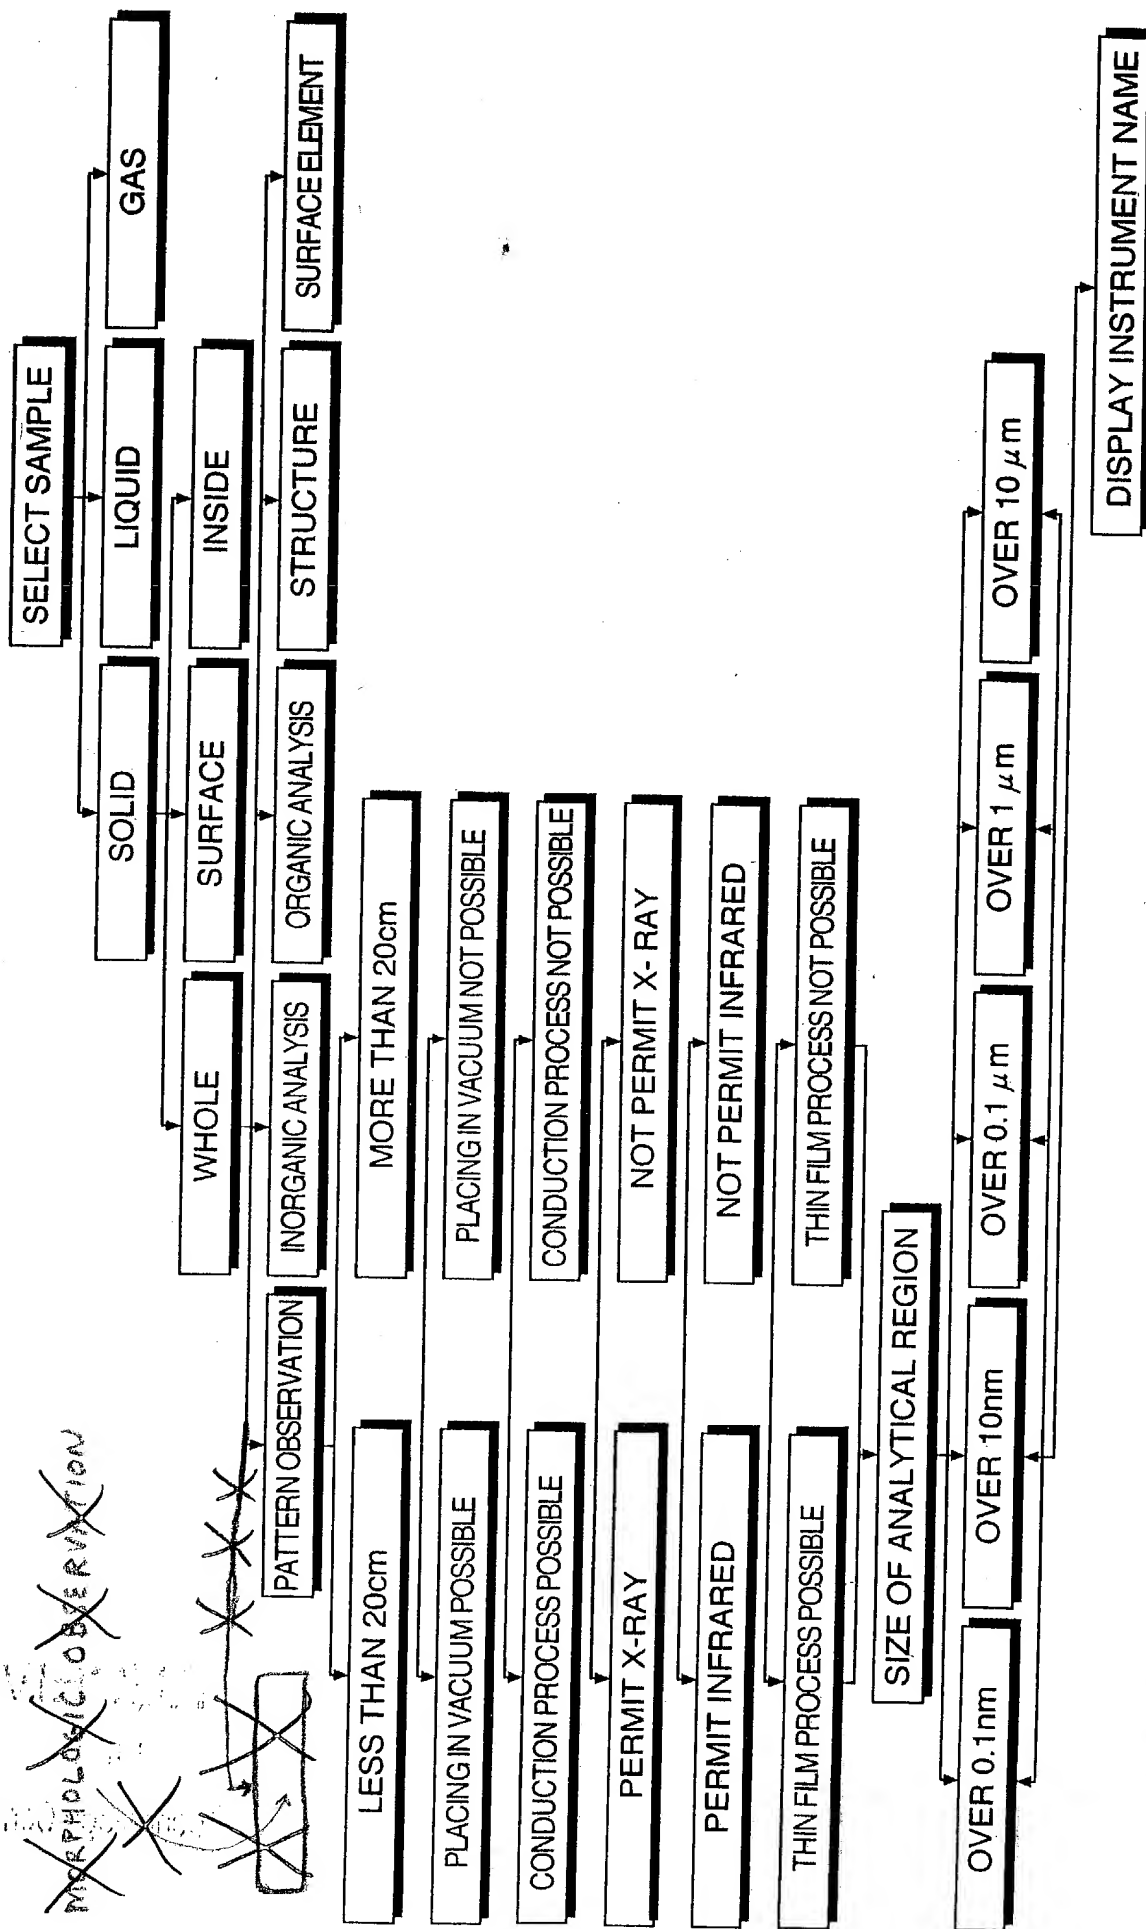 SELECT SAMPLE
SOLID
LIQUID
GAS
WHOLE
SURFACE
INSIDE
MORPHOLOGIC OBSERVATION
PATTERN OBSERVATION
INORGANIC ANALYSIS
ORGANIC ANALYSIS
STRUCTURE
SURFACE ELEMENT
LESS THAN 20cm
MORE THAN 20cm
PLACING IN VACUUM POSSIBLE
PLACING IN VACUUM NOT POSSIBLE
CONDUCTION PROCESS POSSIBLE
CONDUCTION PROCESS NOT POSSIBLE
PERMIT X-RAY
NOT PERMIT X- RAY
PERMIT INFRARED
NOT PERMIT INFRARED
THIN FILM PROCESS POSSIBLE
THIN FILM PROCESS NOT POSSIBLE
SIZE OF ANALYTICAL REGION
OVER 0.1nm
OVER 10nm
OVER 0.1 μm
OVER 1 μm
OVER 10 μm
DISPLAY INSTRUMENT NAME